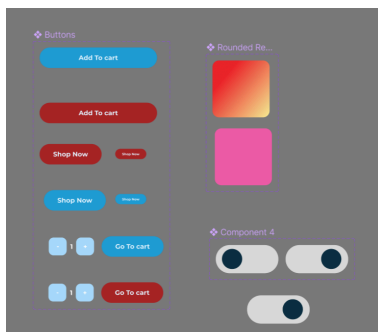 Buttons
Add To cart
Rounded Re...
Add To cart
Shop Now
Shop Now
Shop Now
Shop Now
Component 4
- 1 +
Go To cart
- 1 +
Go To cart